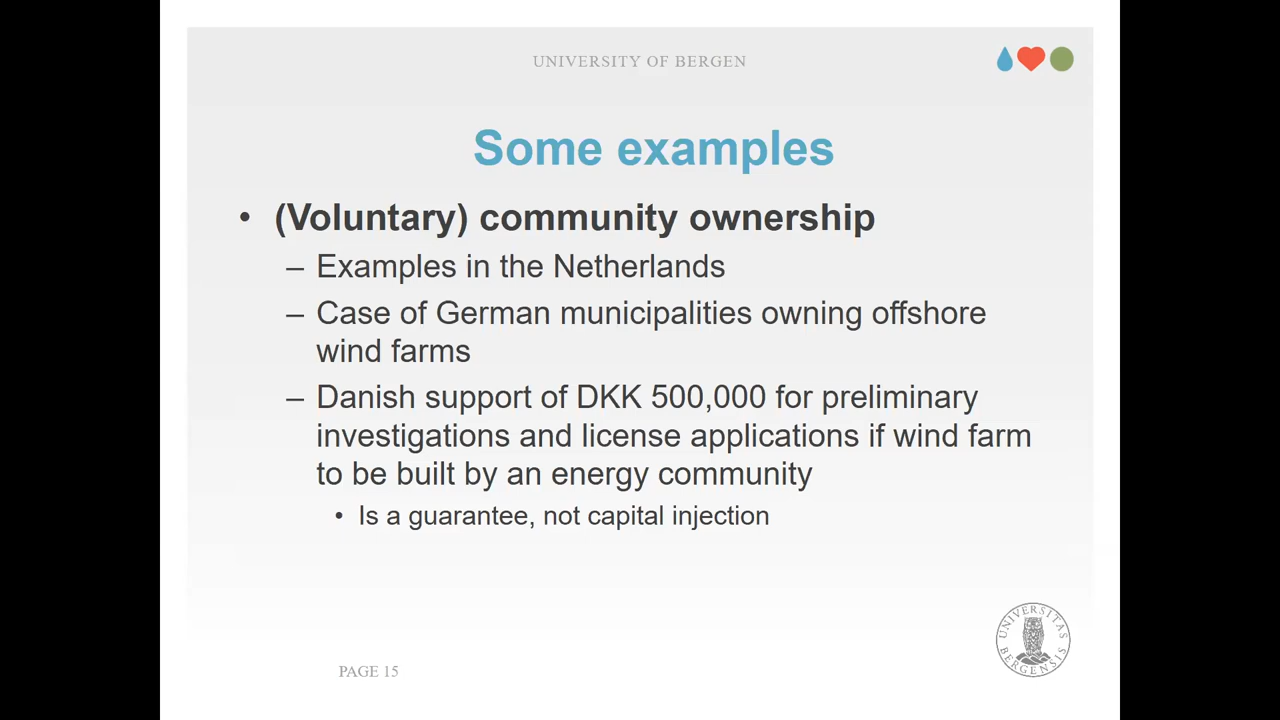 UNIVERSITY OF BERGEN
Some examples
• (Voluntary) community ownership
– Examples in the Netherlands
– Case of German municipalities owning offshore
wind farms
– Danish support of DKK 500,000 for preliminary
investigations and license applications if wind farm
to be built by an energy community
• Is a guarantee, not capital injection
UNIVERSITAS
BERGENSIS
PAGE 15